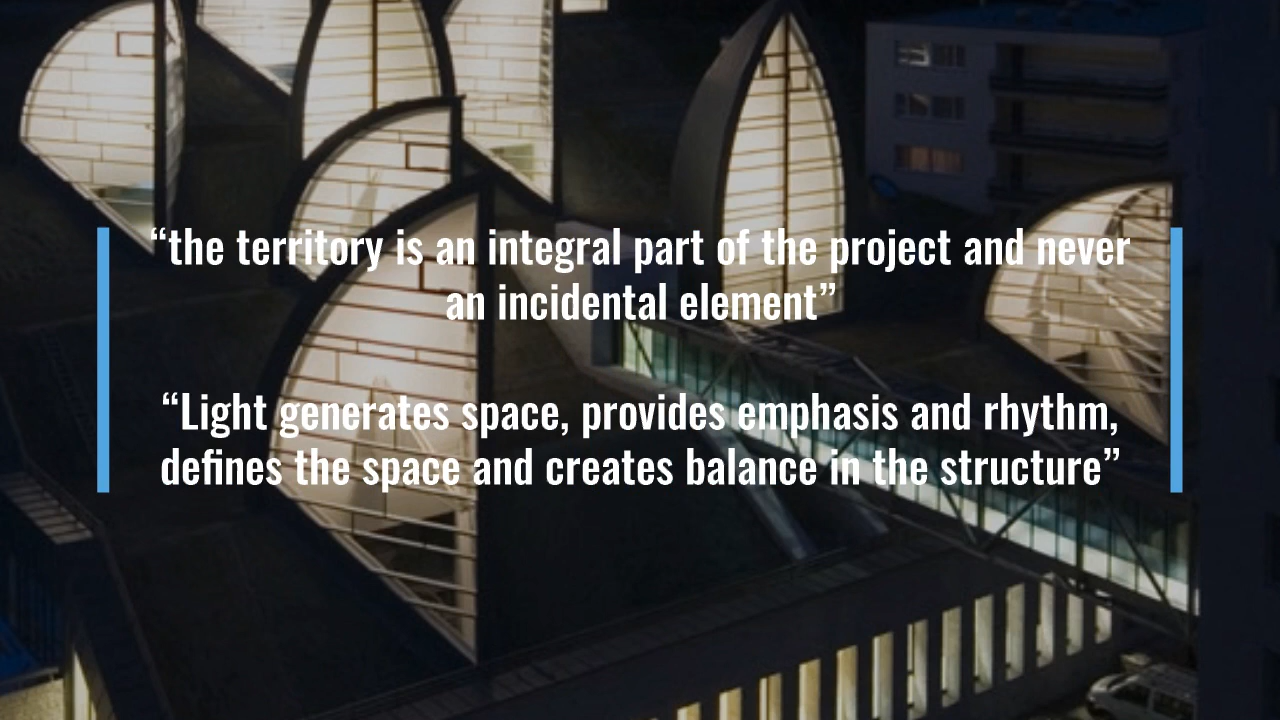 “the territory is an integral part of the project and never
an incidental element”
“Light generates space, provides emphasis and rhythm,
defines the space and creates balance in the structure”